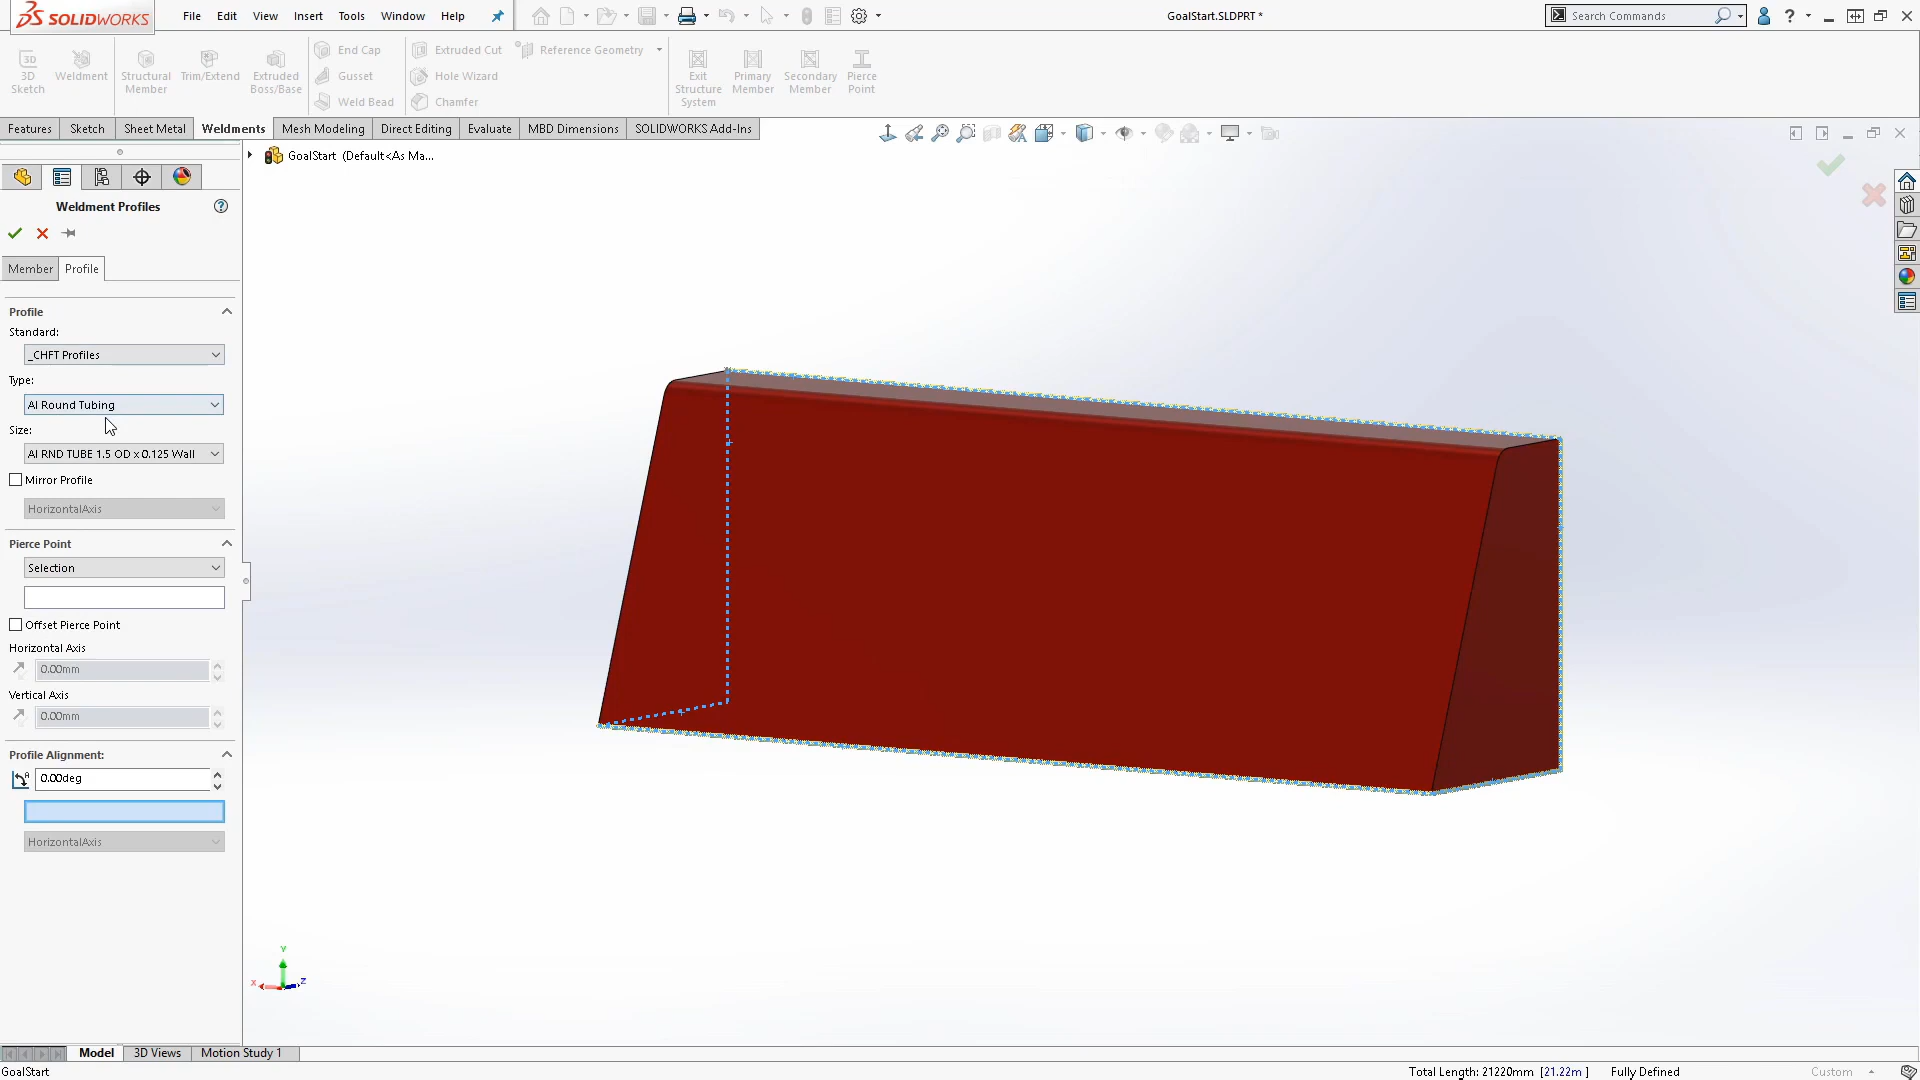 SOLIDWORKS
File Edit View Insert Tools Window Help
GoalStart.SLDPRT *
Search Commands
3D Sketch
Weldment
Structural Member
Trim/Extend
Extruded Boss/Base
End Cap
Gusset
Weld Bead
Extruded Cut
Hole Wizard
Chamfer
Reference Geometry
Exit Structure System
Primary Member
Secondary Member
Pierce Point
Features Sketch Sheet Metal Weldments Mesh Modeling Direct Editing Evaluate MBD Dimensions SOLIDWORKS Add-Ins
GoalStart (Default<As Ma...
Weldment Profiles
Member Profile
Profile
Standard:
_CHFT Profiles
Type:
Al Round Tubing
Size:
Al RND TUBE 1.5 OD x 0.125 Wall
Mirror Profile
HorizontalAxis
Pierce Point
Selection
Offset Pierce Point
Horizontal Axis
0.00mm
Vertical Axis
0.00mm
Profile Alignment:
0.00deg
HorizontalAxis
Y
X
Z
Model 3D Views Motion Study 1
GoalStart
Total Length: 21220mm [21.22m ] Fully Defined Custom